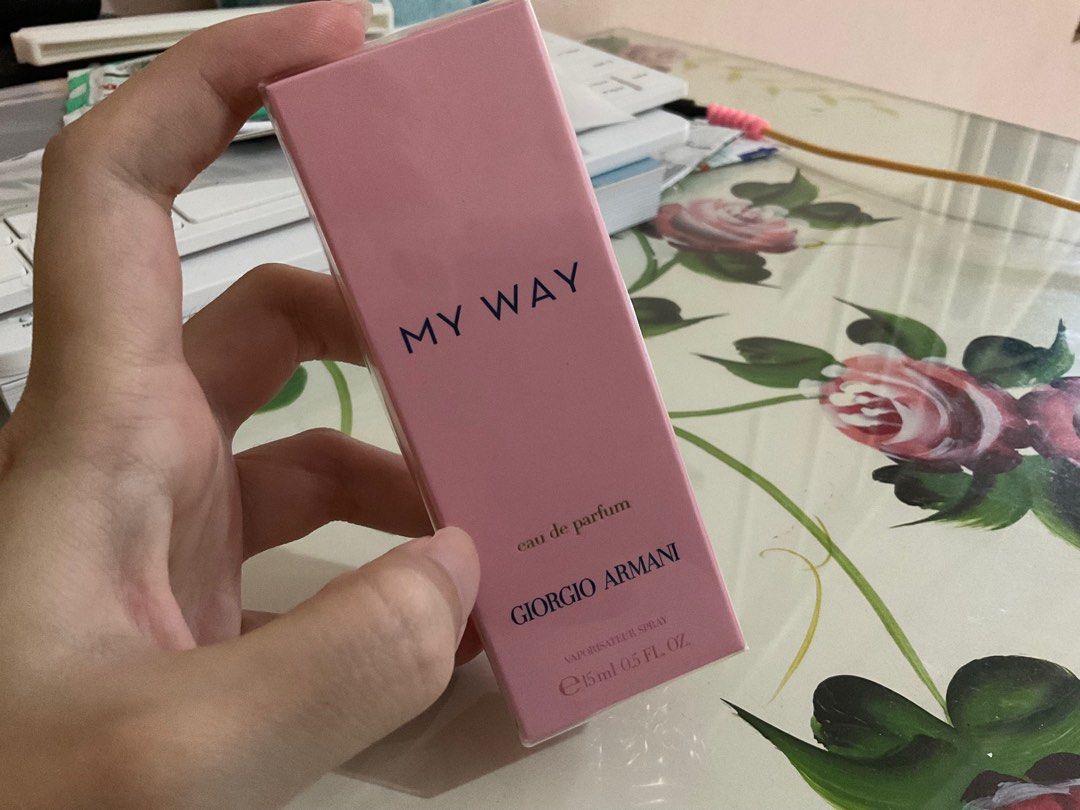 MY WAY
eau de parfum
GIORGIO ARMANI
VAPORISATEUR SPRAY
e 15 ml 0.5 FL. OZ.